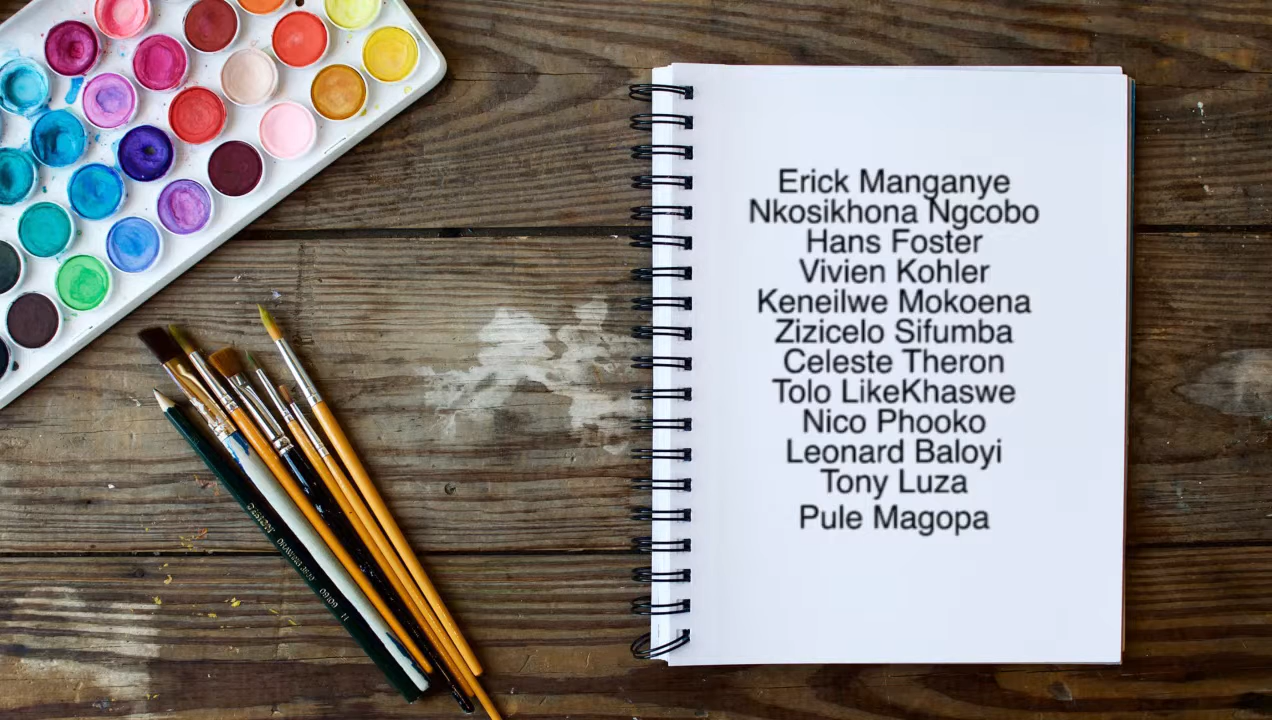 Erick Manganye
Nkosikhona Ngcobo
Hans Foster
Vivien Kohler
Keneilwe Mokoena
Zizicelo Sifumba
Celeste Theron
Tolo LikeKhaswe
Nico Phooko
Leonard Baloyi
Tony Luza
Pule Magopa